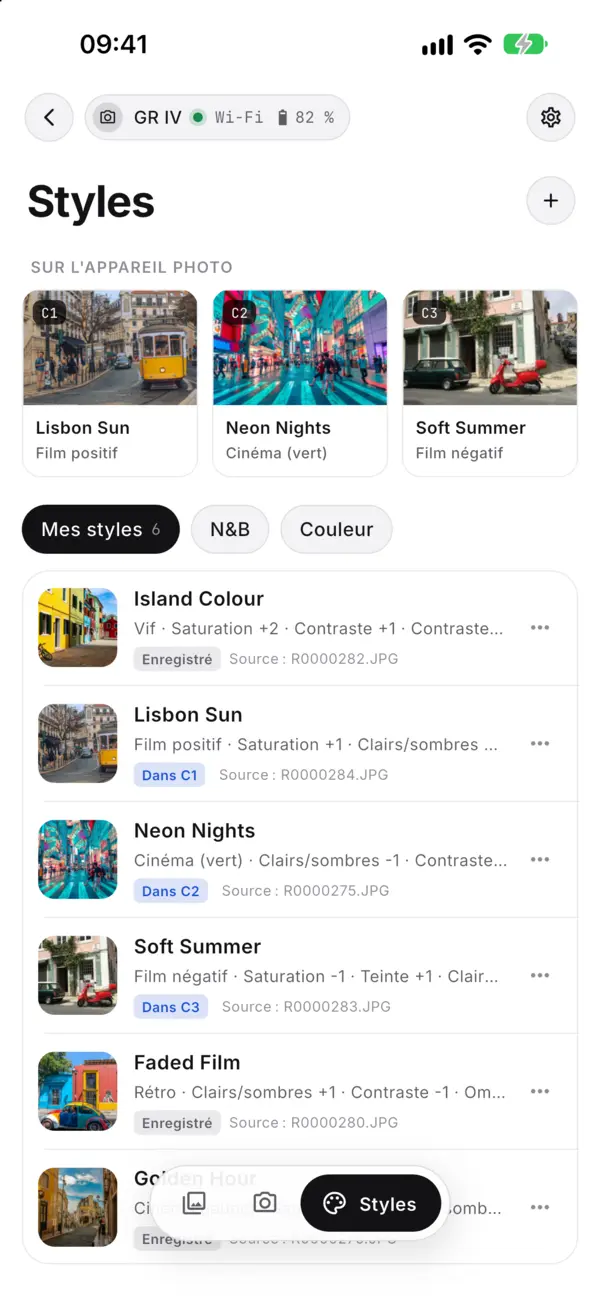 09:41
GR IV Wi-Fi 82 %
Styles
SUR L'APPAREIL PHOTO
C1
C2
C3
Lisbon Sun
Film positif
Neon Nights
Cinéma (vert)
Soft Summer
Film négatif
Mes styles 6
N&B
Couleur
Island Colour
Vif · Saturation +2 · Contraste +1 · Contraste...
Enregistré Source : R0000282.JPG
Lisbon Sun
Film positif · Saturation +1 · Clairs/sombres ...
Dans C1 Source : R0000284.JPG
Neon Nights
Cinéma (vert) · Clairs/sombres -1 · Contraste...
Dans C2 Source : R0000275.JPG
Soft Summer
Film négatif · Saturation -1 · Teinte +1 · Clair...
Dans C3 Source : R0000283.JPG
Faded Film
Rétro · Clairs/sombres +1 · Contraste -1 · Om...
Enregistré Source : R0000280.JPG
Golden Hour
Enregistré
Styles